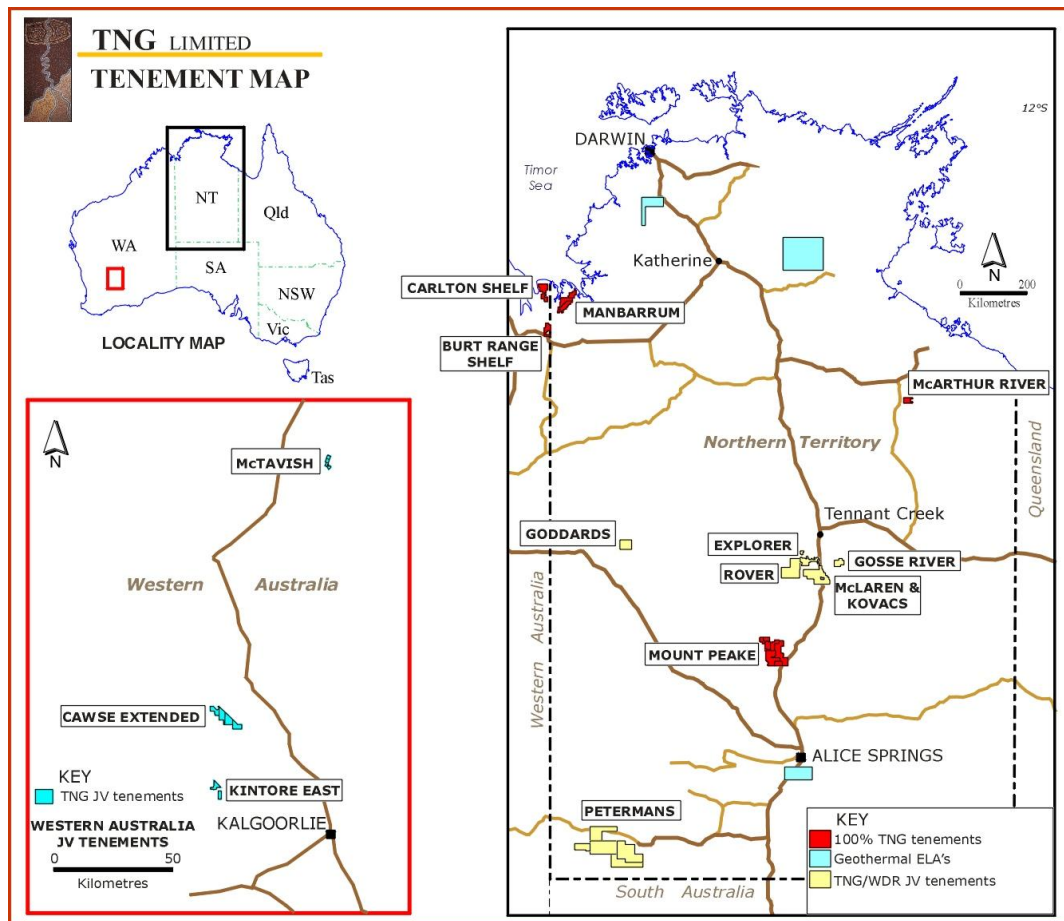 TNG LIMITED
TENEMENT MAP
NT
Qld
WA
SA
NSW
Vic
LOCALITY MAP
Tas
N
McTAVISH
Western Australia
CAWSE EXTENDED
KEY
TNG JV tenements
KINTORE EAST
WESTERN AUSTRALIA
JV TENEMENTS
KALGOORLIE
0 50
Kilometres
12°S
DARWIN
Timor
Sea
Katherine
N
0 200
Kilometres
CARLTON SHELF
MANBARRUM
BURT RANGE
SHELF
McARTHUR RIVER
Northern Territory
Queensland
Tennant Creek
GODDARDS
EXPLORER
GOSSE RIVER
ROVER
McLAREN &
KOVACS
Western Australia
MOUNT PEAKE
ALICE SPRINGS
PETERMANS
KEY
100% TNG tenements
Geothermal ELA's
TNG/WDR JV tenements
South Australia